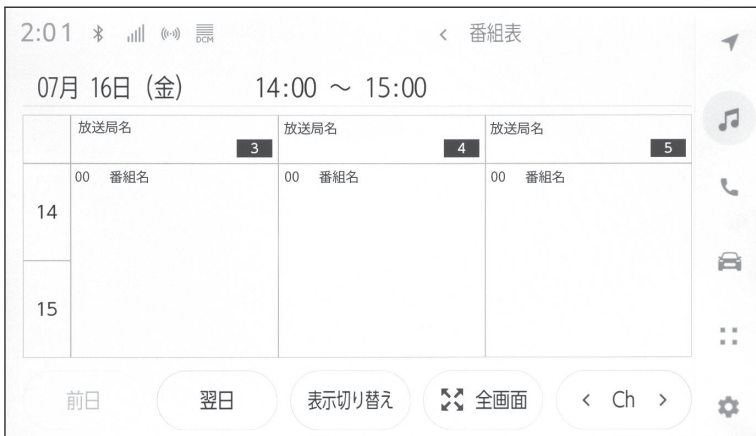 2:01 DCM < 番組表
07月 16日 (金) 14:00 ～ 15:00
放送局名 3 放送局名 4 放送局名 5
00 番組名 00 番組名 00 番組名
14
15
前日 翌日 表示切り替え 全画面 < Ch >